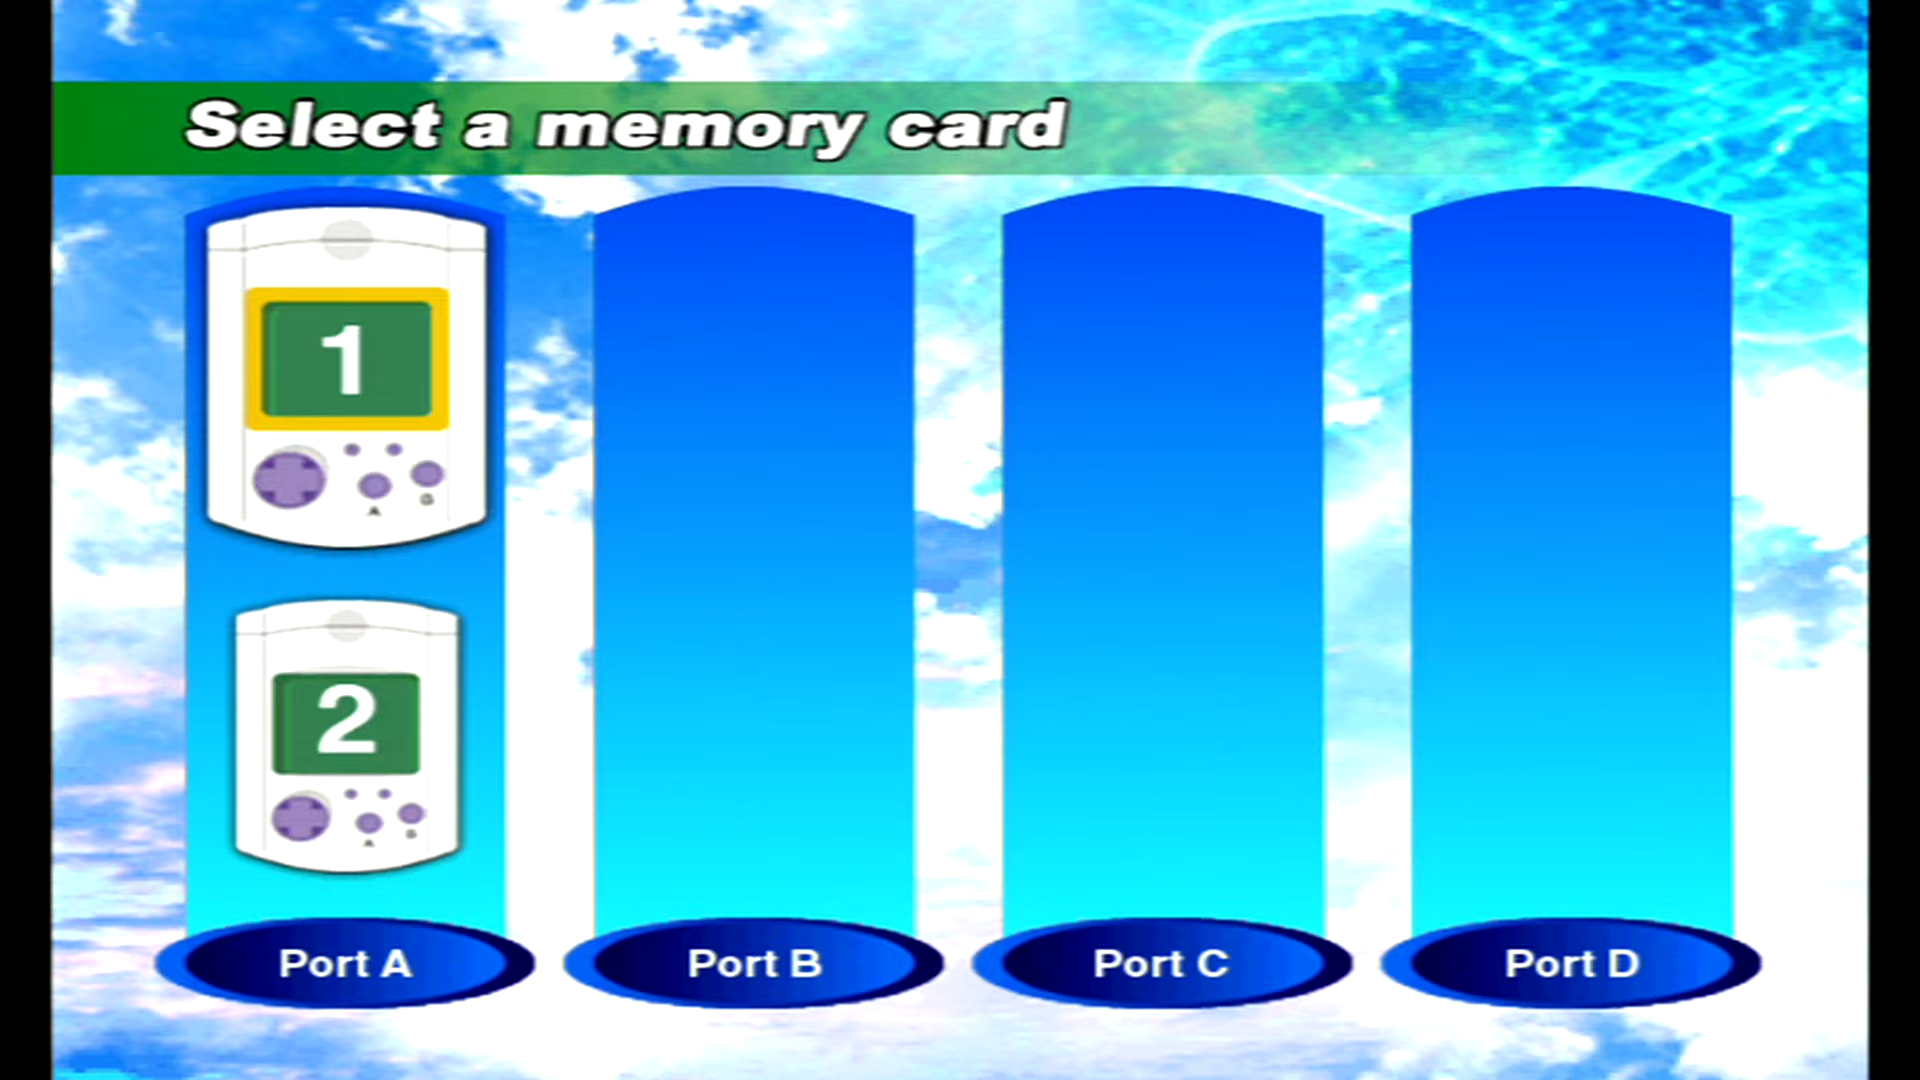 Select a memory card
1
A
2
A
Port A
Port B
Port C
Port D